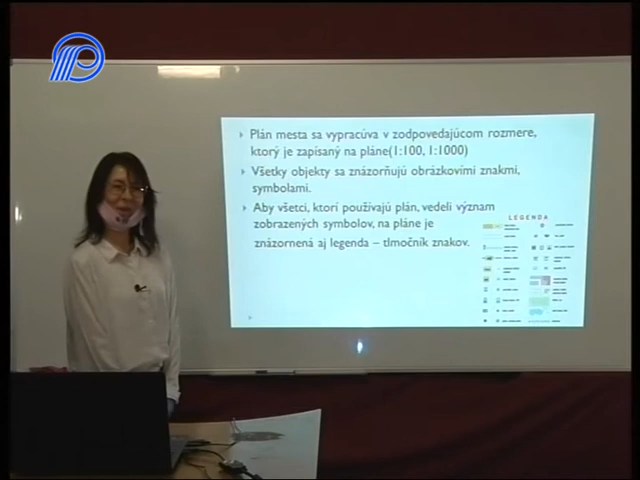 Plán mesta sa vypracúva v zodpovedajúcom rozmere,
ktorý je zapísaný na pláne(1:100, 1:1000)
Všetky objekty sa znázorňujú obrázkovými znakmi,
symbolami.
Aby všetci, ktorí používajú plán, vedeli význam
zobrazených symbolov, na pláne je
znázornená aj legenda – tlmočník znakov.
LEGENDA